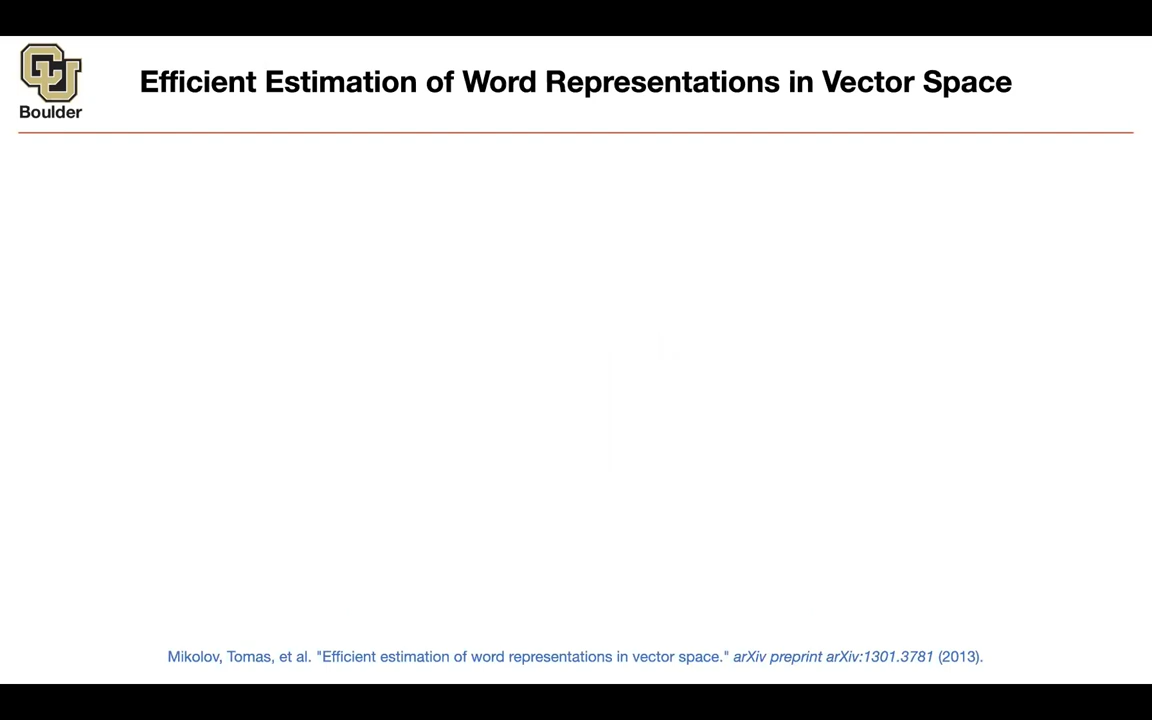 CU
Boulder
Efficient Estimation of Word Representations in Vector Space
Mikolov, Tomas, et al. "Efficient estimation of word representations in vector space." arXiv preprint arXiv:1301.3781 (2013).